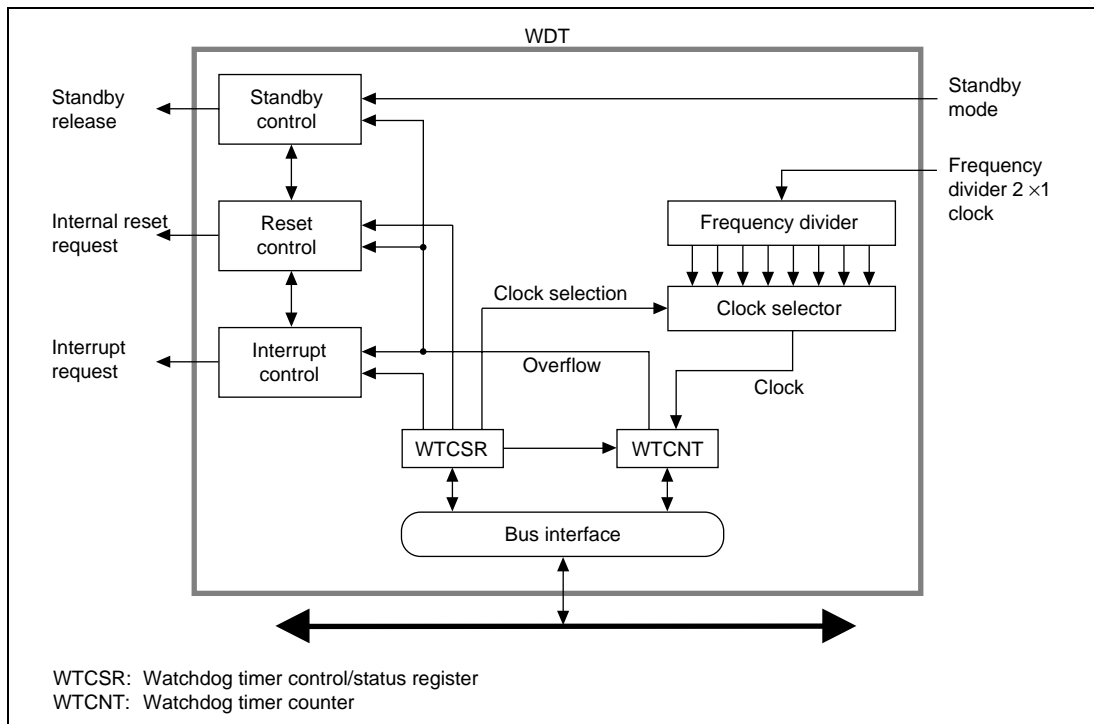 WDT
Standby
release
Standby
control
Standby
mode
Frequency
divider 2 ×1
clock
Internal reset
request
Reset
control
Frequency divider
Clock selection
Clock selector
Interrupt
request
Interrupt
control
Overflow
Clock
WTCSR
WTCNT
Bus interface
WTCSR: Watchdog timer control/status register
WTCNT: Watchdog timer counter